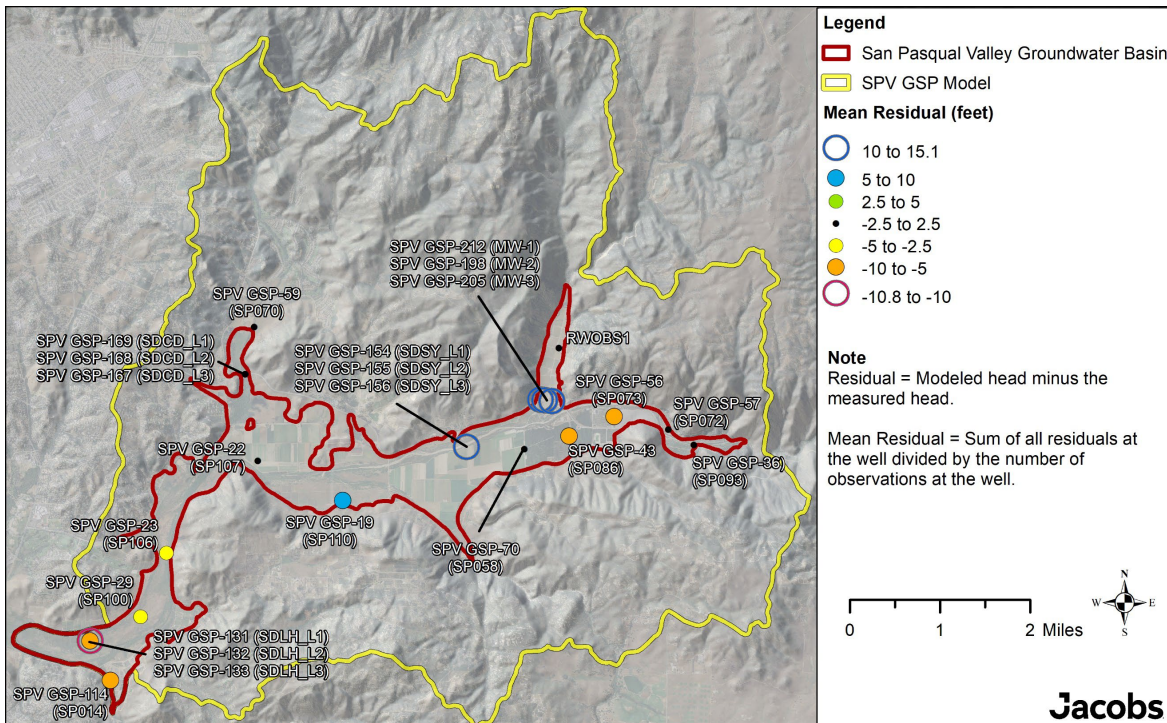 SPV GSP-212 (MW-1)
SPV GSP-198 (MW-2)
SPV GSP-205 (MW-3)
SPV GSP-59
(SP070)
SPV GSP-169 (SDCD_L1)
SPV GSP-168 (SDCD_L2)
SPV GSP-167 (SDCD_L3)
SPV GSP-154 (SDSY_L1)
SPV GSP-155 (SDSY_L2)
SPV GSP-156 (SDSY_L3)
RWOBS1
SPV GSP-56
(SP073)
SPV GSP-57
(SP072)
SPV GSP-22
(SP107)
SPV GSP-43
(SP086)
SPV GSP-36)
(SP093)
SPV GSP-19
(SP110)
SPV GSP-70
(SP058)
SPV GSP-23
(SP106)
SPV GSP-29
(SP100)
SPV GSP-131 (SDLH_L1)
SPV GSP-132 (SDLH_L2)
SPV GSP-133 (SDLH_L3)
SPV GSP-114
(SP014)
Legend
San Pasqual Valley Groundwater Basin
SPV GSP Model
Mean Residual (feet)
10 to 15.1
5 to 10
2.5 to 5
-2.5 to 2.5
-5 to -2.5
-10 to -5
-10.8 to -10
Note
Residual = Modeled head minus the
measured head.
Mean Residual = Sum of all residuals at
the well divided by the number of
observations at the well.
N
W E
S
0 1 2 Miles
Jacobs